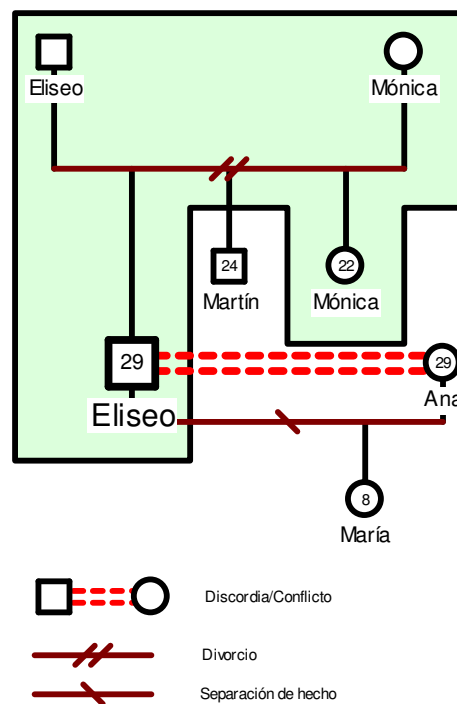 Eliseo
Mónica
24
22
Martín
Mónica
29
29
Eliseo
Ana
8
María
Discordia/Conflicto
Divorcio
Separación de hecho